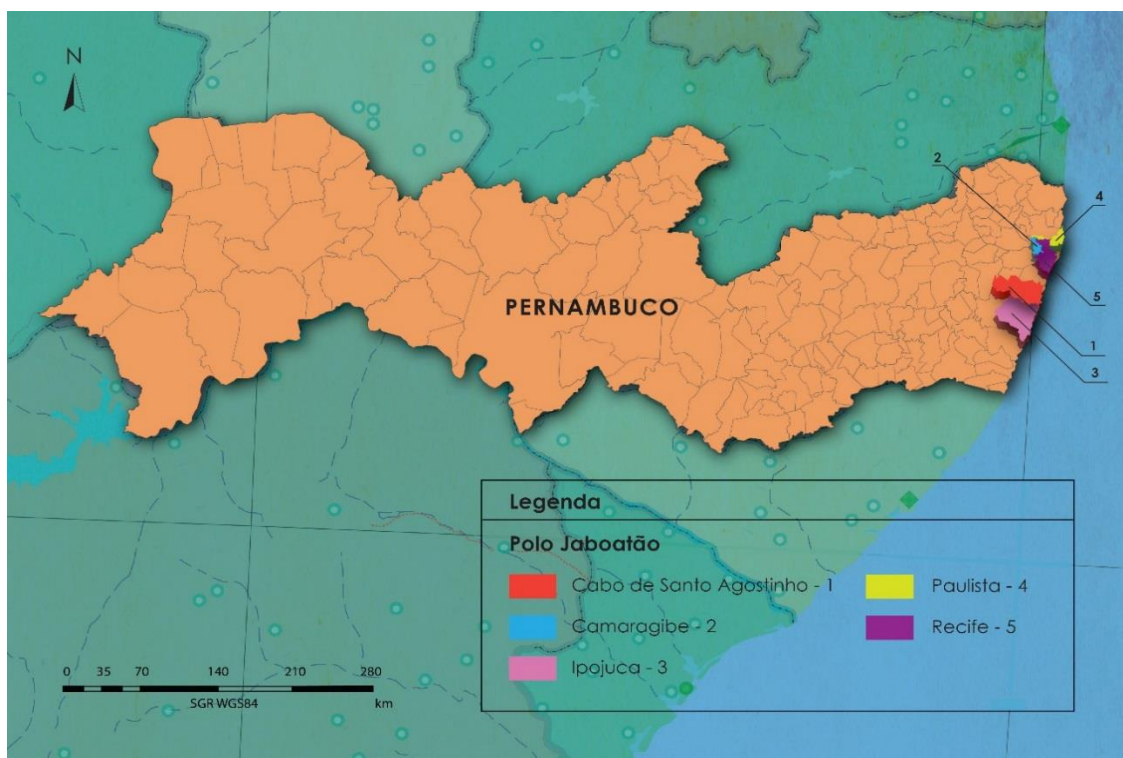 N
2
4
PERNAMBUCO
5
1
3
Legenda
Polo Jaboatão
Cabo de Santo Agostinho - 1
Paulista - 4
Camaragibe - 2
Recife - 5
Ipojuca - 3
0 35 70 140 210 280
SGR WGS84 km